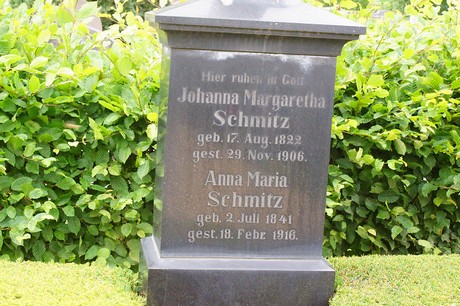 Hier ruhen in Gott
Johanna Margaretha
Schmitz
geb. 17. Aug. 1822
gest. 29. Nov. 1906.
Anna Maria
Schmitz
geb. 2. Juli 1841
gest. 18. Febr. 1916.